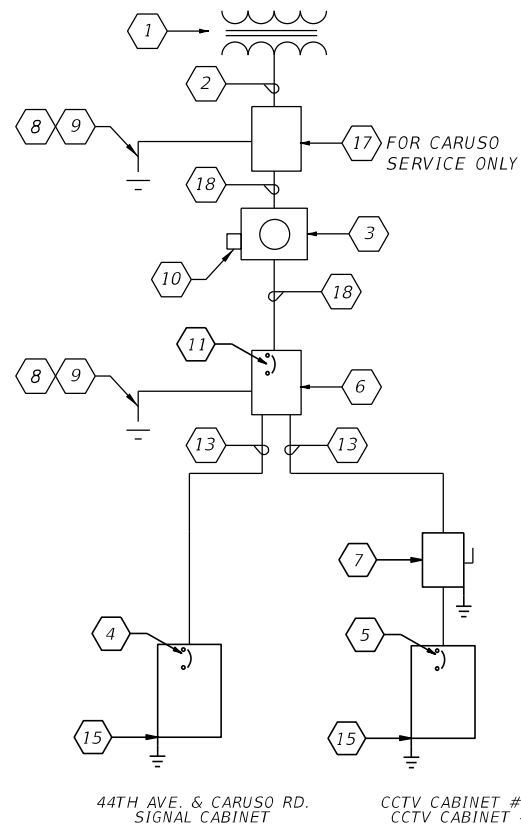 1
2
8 9
17 FOR CARUSO
SERVICE ONLY
18
3
10
18
11
8 9
6
13 13
7
4
5
15
15
44TH AVE. & CARUSO RD.
SIGNAL CABINET
CCTV CABINET #
CCTV CABINET